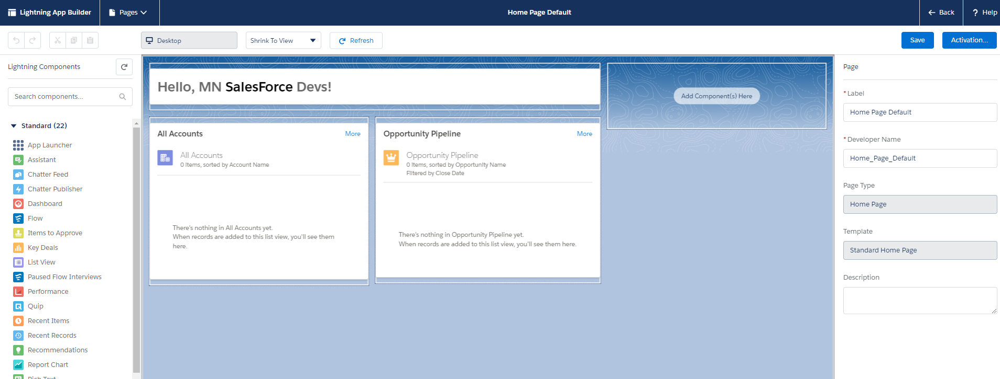 Lightning App Builder
Pages
Home Page Default
Back
? Help
Desktop
Shrink To View
Refresh
Save
Activation...
Lightning Components
Search components...
Standard (22)
App Launcher
Assistant
Chatter Feed
Chatter Publisher
Dashboard
Flow
Items to Approve
Key Deals
List View
Paused Flow Interviews
Performance
Quip
Recent Items
Recent Records
Recommendations
Report Chart
Rich Text
Hello, MN SalesForce Devs!
All Accounts
More
All Accounts
0 Items, sorted by Account Name
There's nothing in All Accounts yet.
When records are added to this list view, you'll see them
here.
Opportunity Pipeline
More
Opportunity Pipeline
0 Items, sorted by Opportunity Name
Filtered by Close Date
There's nothing in Opportunity Pipeline yet.
When records are added to this list view, you'll see them here.
Add Component(s) Here
Page
*Label
Home Page Default
*Developer Name
Home_Page_Default
Page Type
Home Page
Template
Standard Home Page
Description